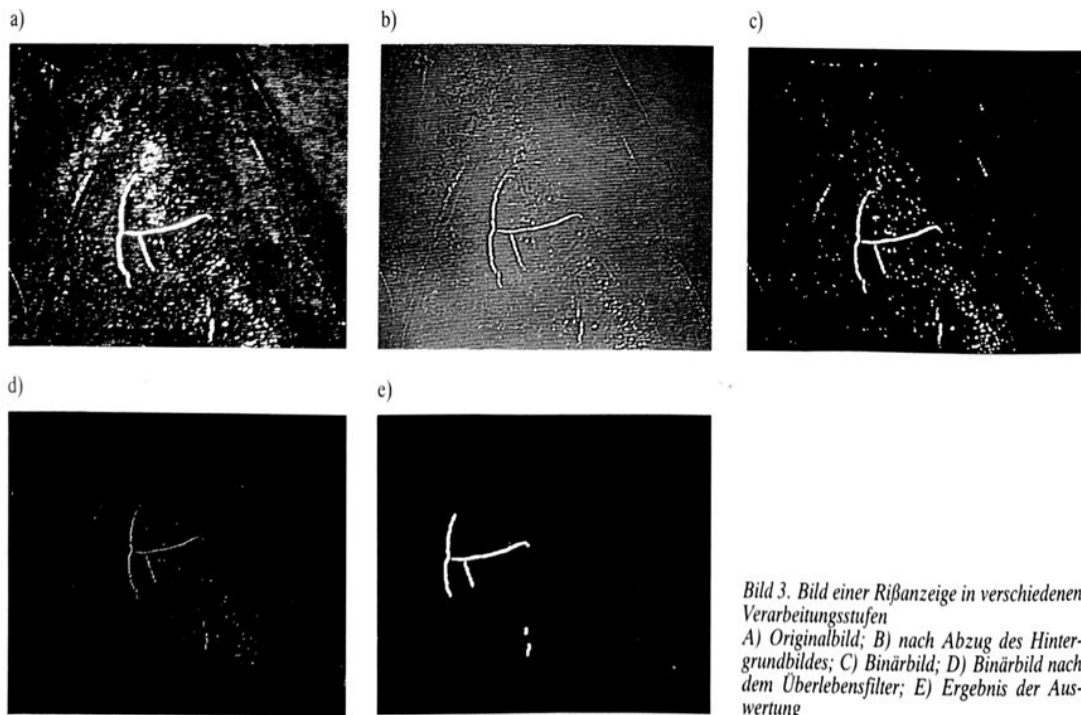 a)
b)
c)
d)
e)
Bild 3. Bild einer Rißanzeige in verschiedenen
Verarbeitungsstufen
A) Originalbild; B) nach Abzug des Hinter-
grundbildes; C) Binärbild; D) Binärbild nach
dem Überlebensfilter; E) Ergebnis der Aus-
wertung